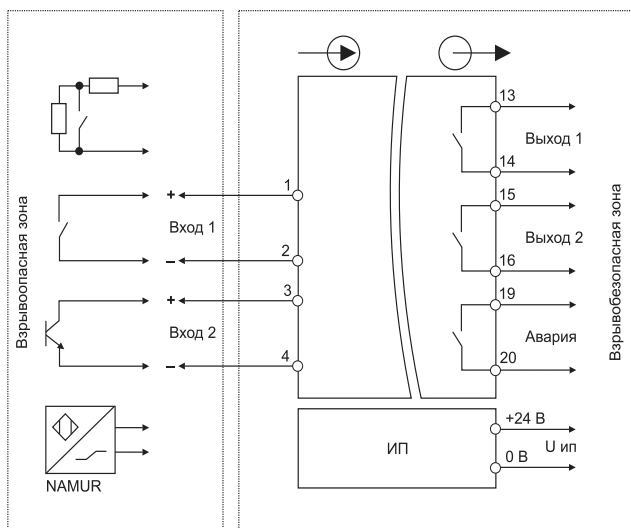 Взрывоопасная зона
+
1
Вход 1
–
2
+
3
Вход 2
–
4
NAMUR
13
Выход 1
14
15
Выход 2
16
19
Авария
20
ИП
+24 В
U ип
0 В
Взрывобезопасная зона